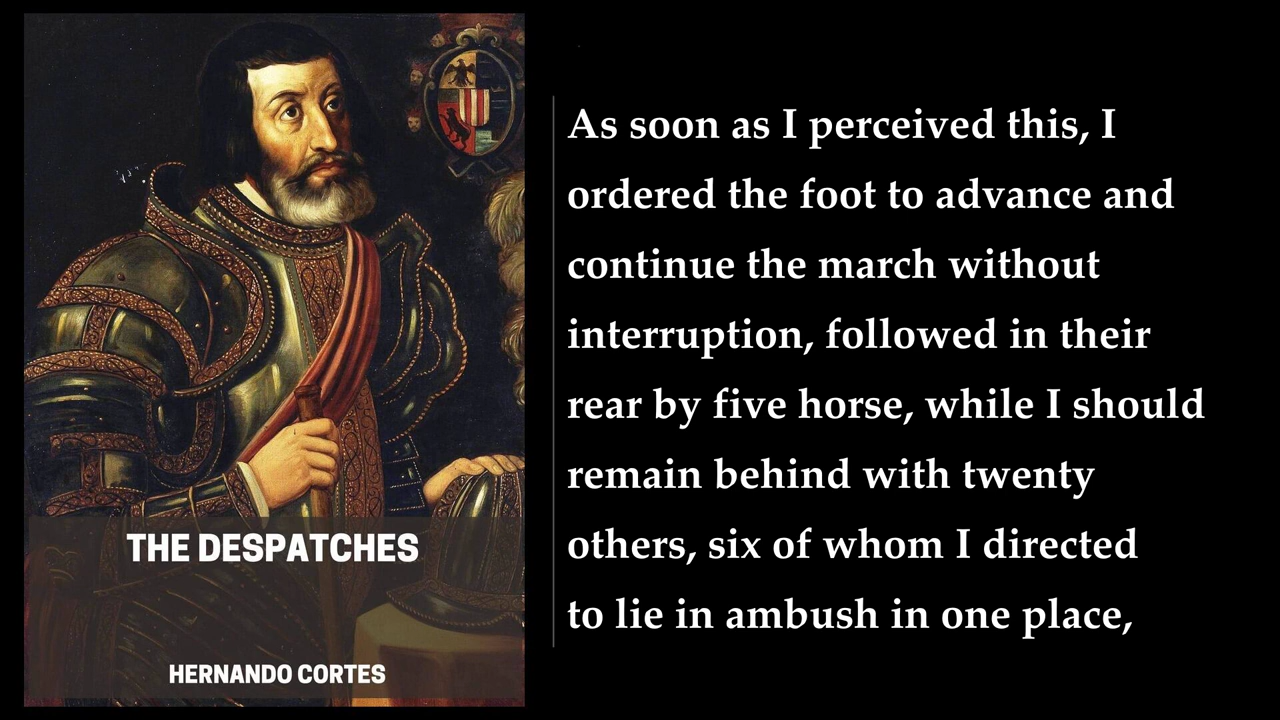 THE DESPATCHES
HERNANDO CORTES
As soon as I perceived this, I
ordered the foot to advance and
continue the march without
interruption, followed in their
rear by five horse, while I should
remain behind with twenty
others, six of whom I directed
to lie in ambush in one place,